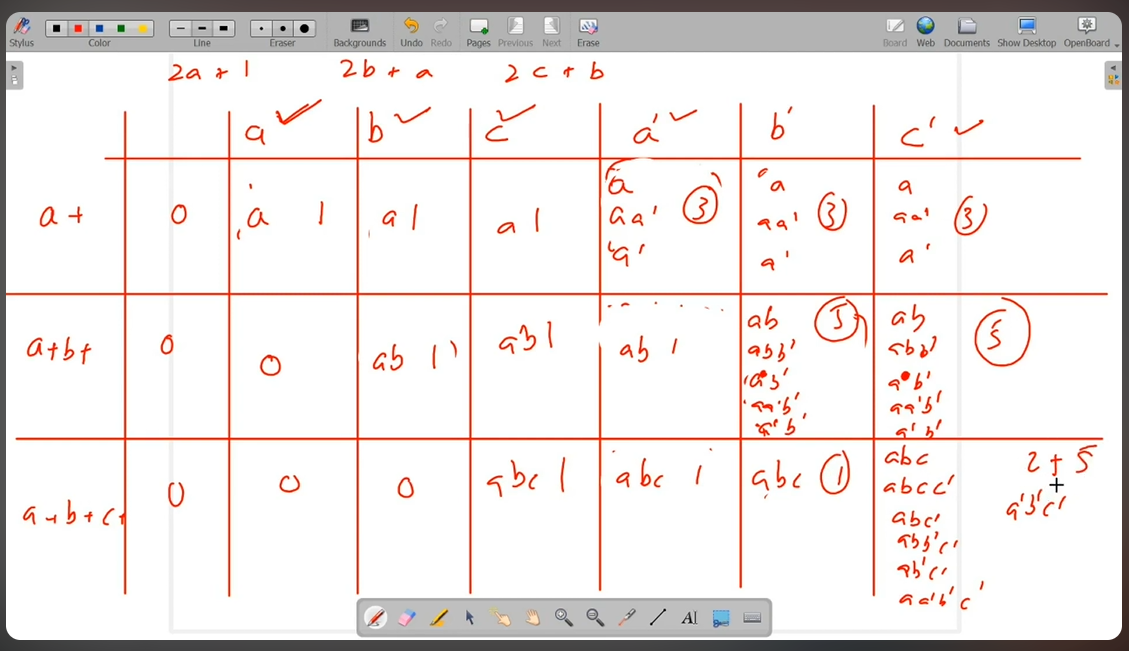 Stylus Color Line Eraser Backgrounds Undo Redo Pages Previous Next Erase Board Web Documents Show Desktop OpenBoard
2a + 1 2b + a 2c + b
a b c a' b' c'
a+ 0 a 1 a 1 a 1 a a a
aa' 3 aa' 3 aa' 3
a' a' a'
a+b+ 0 0 ab 1 ab 1 ab 1 ab 5 ab 5
abb' abb'
ab' ab'
aa'b' aa'b'
a'b' a'b'
a+b+c+ 0 0 0 abc 1 abc 1 abc 1 abc 2 + 5
abcc' a'b'c'
abc'
abb'c'
ab'c'
aa'b'c'
AI